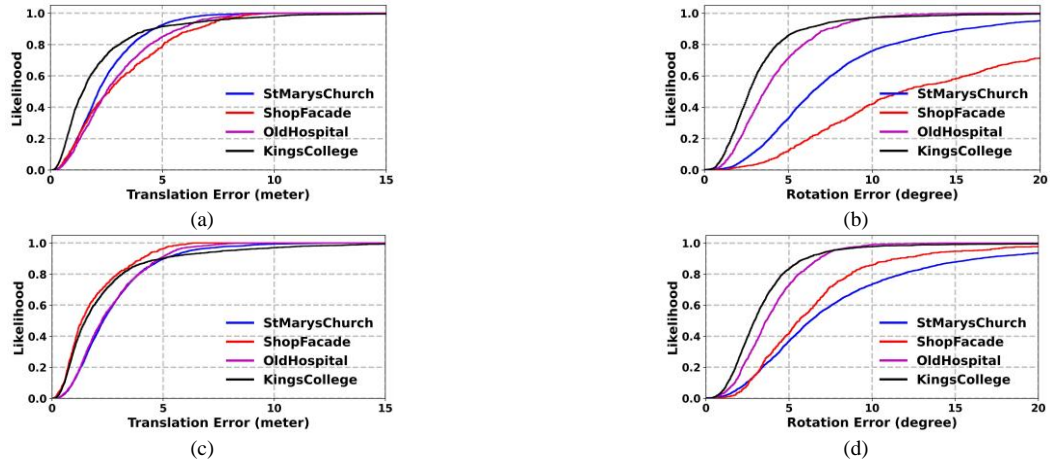 1.0
0.8
0.6
0.4
0.2
0.0
Likelihood
StMarysChurch
ShopFacade
OldHospital
KingsCollege
0 5 10 15
Translation Error (meter)
(a)
1.0
0.8
0.6
0.4
0.2
0.0
Likelihood
StMarysChurch
ShopFacade
OldHospital
KingsCollege
0 5 10 15 20
Rotation Error (degree)
(b)
1.0
0.8
0.6
0.4
0.2
0.0
Likelihood
StMarysChurch
ShopFacade
OldHospital
KingsCollege
0 5 10 15
Translation Error (meter)
(c)
1.0
0.8
0.6
0.4
0.2
0.0
Likelihood
StMarysChurch
ShopFacade
OldHospital
KingsCollege
0 5 10 15 20
Rotation Error (degree)
(d)